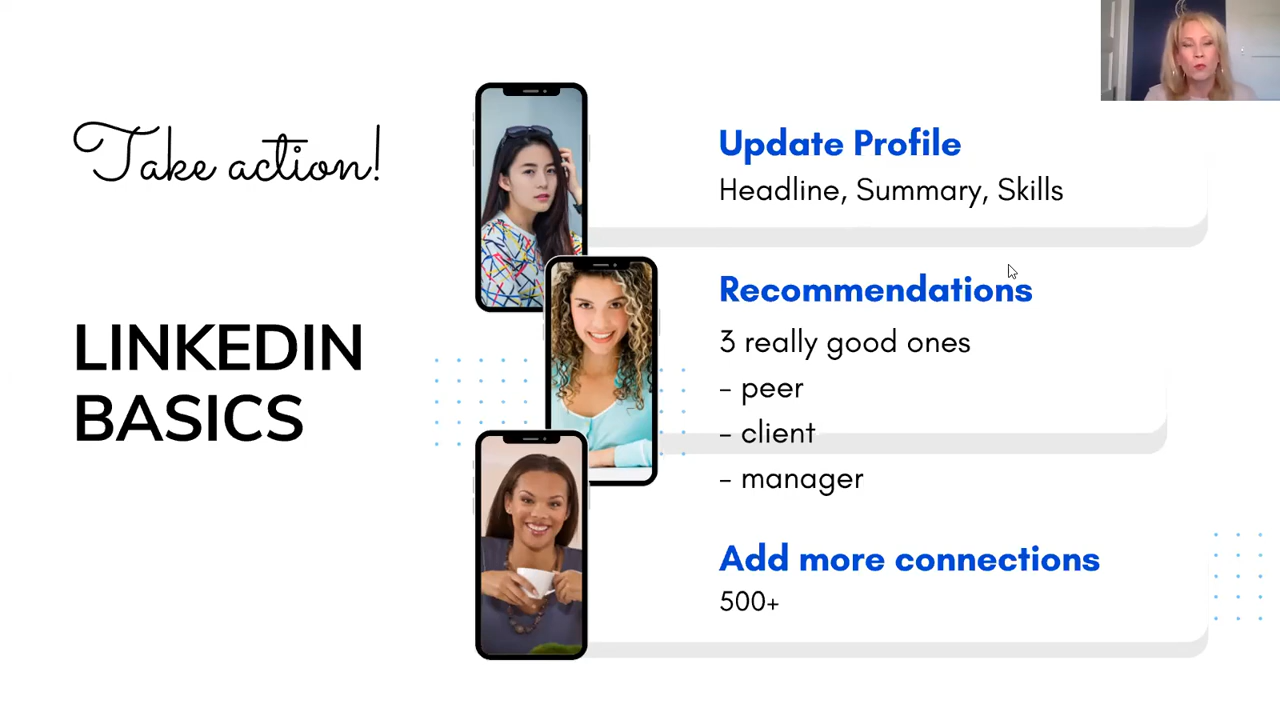 Take action!
LINKEDIN
BASICS
Update Profile
Headline, Summary, Skills
Recommendations
3 really good ones
- peer
- client
- manager
Add more connections
500+